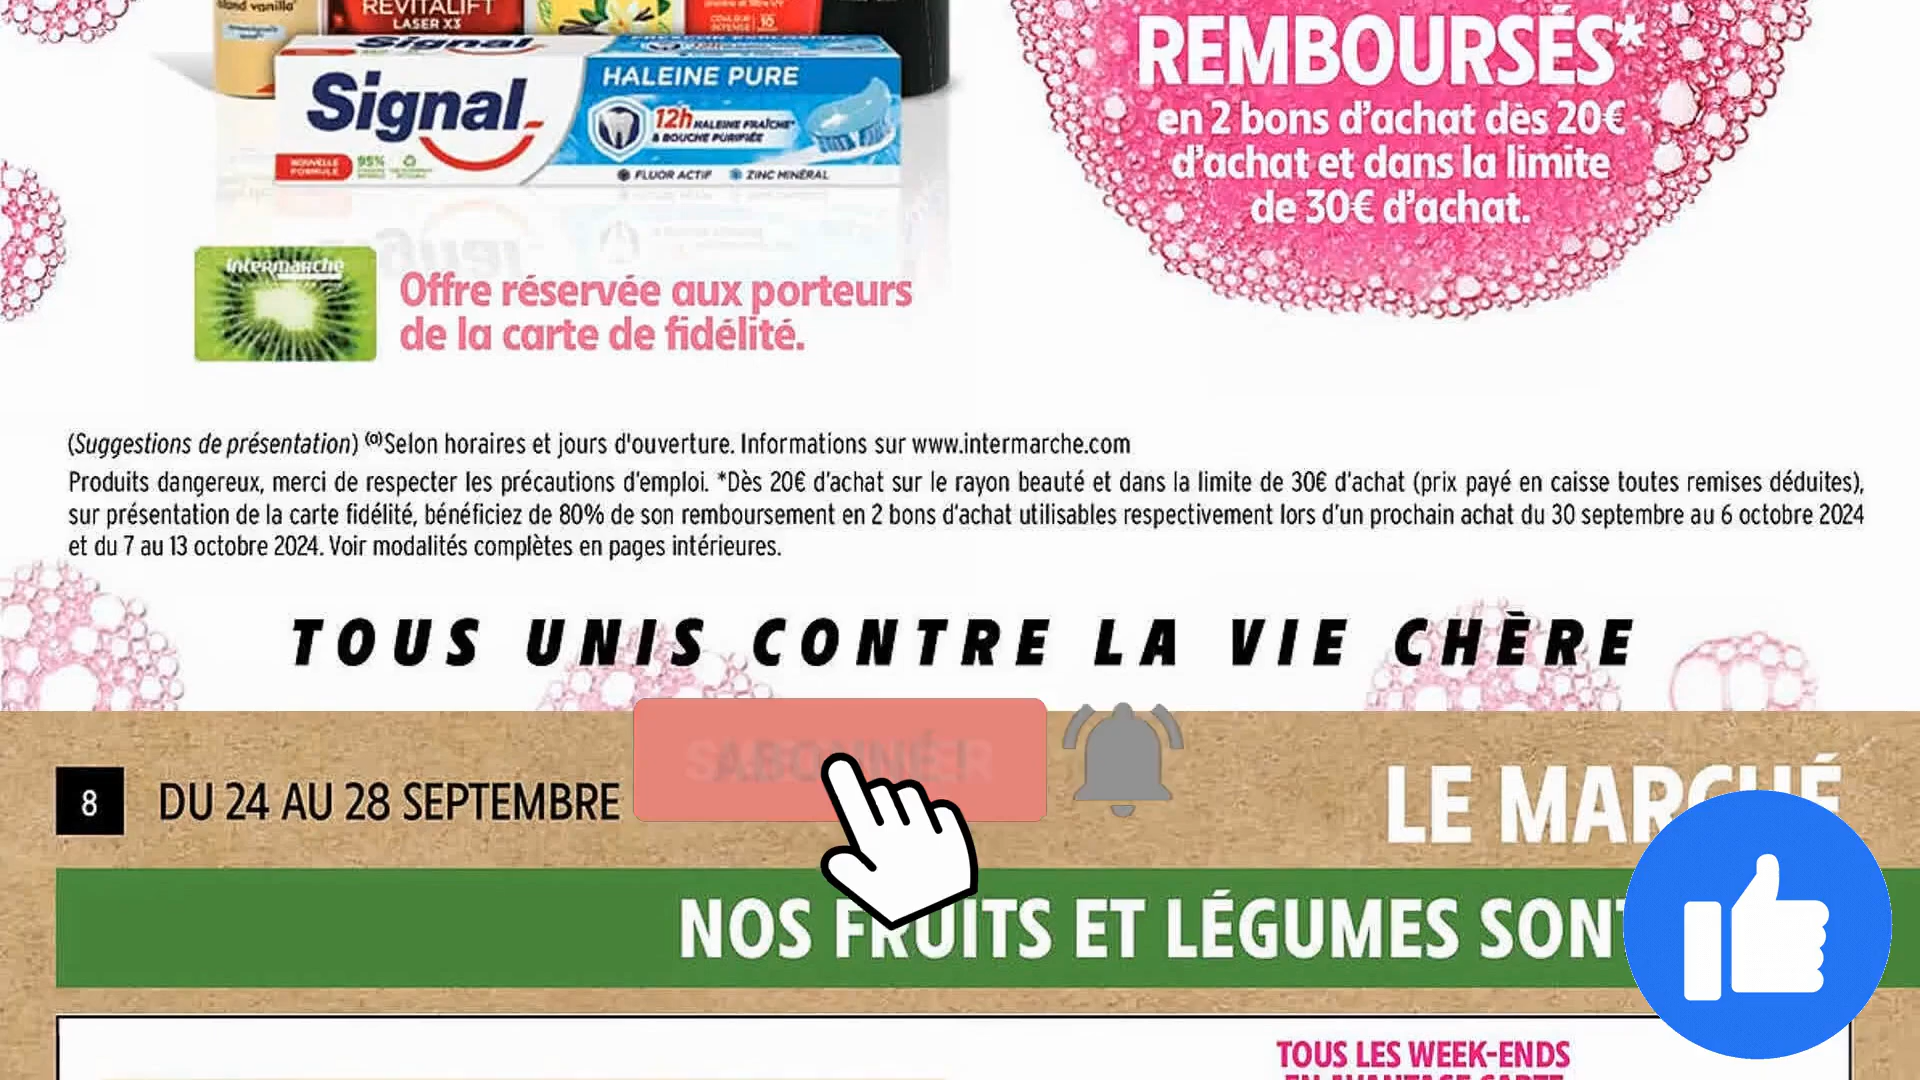 REVITALIFT
LASER X3
Signal
Signal
HALEINE PURE
12h HALEINE FRAÎCHE*
& BOUCHE PURIFIÉE
NOUVELLE
FORMULE
95%
FLUOR ACTIF
ZINC MINÉRAL
REMBOURSÉS*
en 2 bons d'achat dès 20€
d'achat et dans la limite
de 30€ d'achat.
Intermarché
Offre réservée aux porteurs
de la carte de fidélité.
(Suggestions de présentation) (a)Selon horaires et jours d'ouverture. Informations sur www.intermarche.com
Produits dangereux, merci de respecter les précautions d'emploi. *Dès 20€ d'achat sur le rayon beauté et dans la limite de 30€ d'achat (prix payé en caisse toutes remises déduites),
sur présentation de la carte fidélité, bénéficiez de 80% de son remboursement en 2 bons d'achat utilisables respectivement lors d'un prochain achat du 30 septembre au 6 octobre 2024
et du 7 au 13 octobre 2024. Voir modalités complètes en pages intérieures.
TOUS UNIS CONTRE LA VIE CHÈRE
8
DU 24 AU 28 SEPTEMBRE
LE MARCHÉ
NOS FRUITS ET LÉGUMES SONT
TOUS LES WEEK-ENDS
EN AVANTAGE CARTE